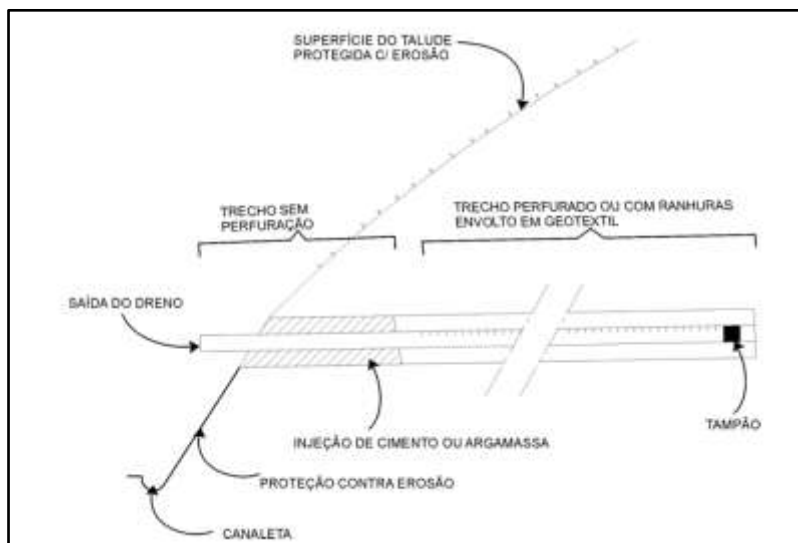 SUPERFÍCIE DO TALUDE
PROTEGIDA C/ EROSÃO
TRECHO SEM
PERFURAÇÃO
TRECHO PERFURADO OU COM RANHURAS
ENVOLTO EM GEOTEXTIL
SAÍDA DO DRENO
INJEÇÃO DE CIMENTO OU ARGAMASSA
TAMPÃO
PROTEÇÃO CONTRA EROSÃO
CANALETA